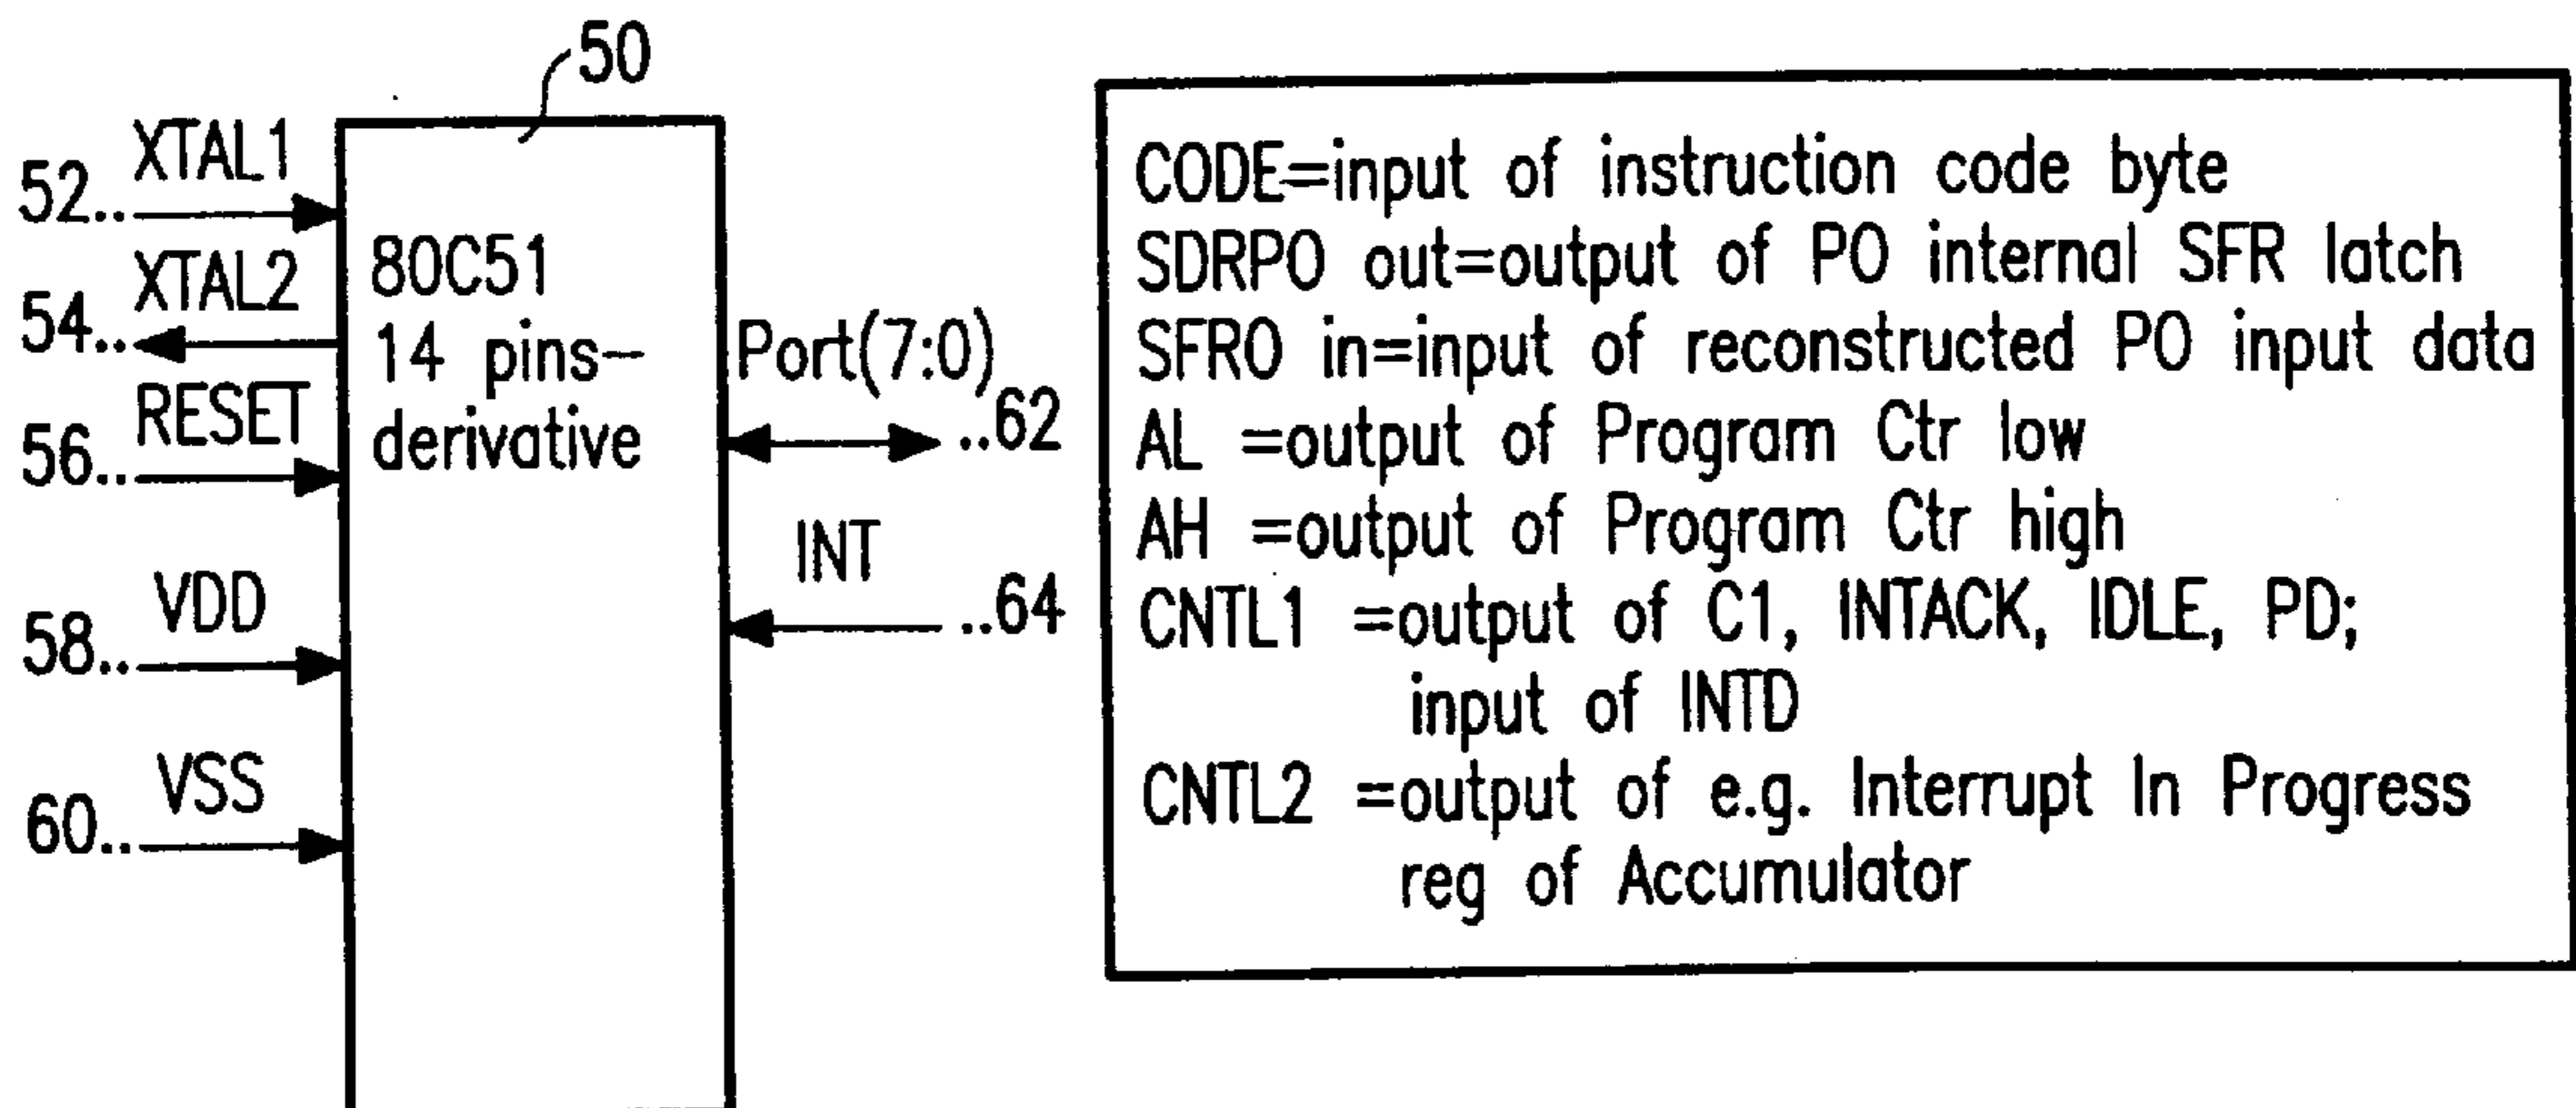 50
XTAL1
52..
XTAL2
54..
RESET
56..
VDD
58..
VSS
60..
80C51
14 pins-
derivative
Port(7:0)
..62
INT
..64
CODE=input of instruction code byte
SDRPO out=output of PO internal SFR latch
SFRO in=input of reconstructed PO input data
AL =output of Program Ctr low
AH =output of Program Ctr high
CNTL1 =output of C1, INTACK, IDLE, PD;
input of INTD
CNTL2 =output of e.g. Interrupt In Progress
reg of Accumulator